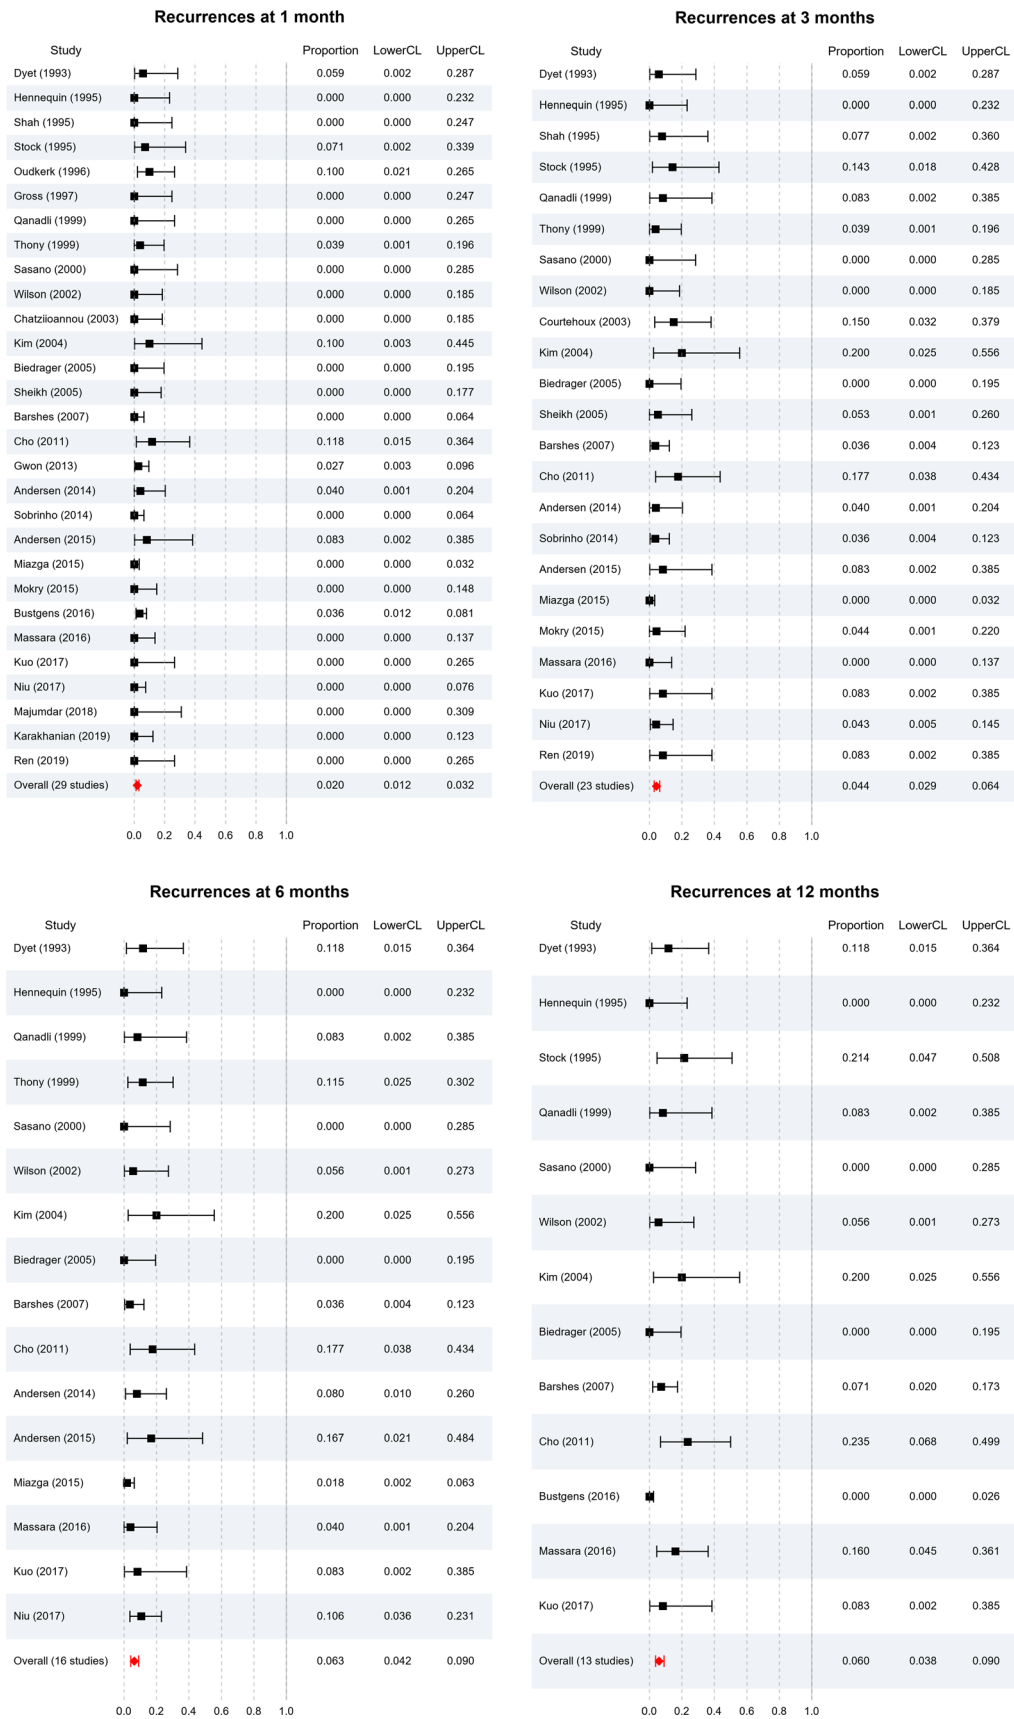 Recurrences at 1 month
Study Proportion LowerCL UpperCL
Dyet (1993) 0.059 0.002 0.287
Hennequin (1995) 0.000 0.000 0.232
Shah (1995) 0.000 0.000 0.247
Stock (1995) 0.071 0.002 0.339
Oudkerk (1996) 0.100 0.021 0.265
Gross (1997) 0.000 0.000 0.247
Qanadli (1999) 0.000 0.000 0.265
Thony (1999) 0.039 0.001 0.196
Sasano (2000) 0.000 0.000 0.285
Wilson (2002) 0.000 0.000 0.185
Chatziioannou (2003) 0.000 0.000 0.185
Kim (2004) 0.100 0.003 0.445
Biedrager (2005) 0.000 0.000 0.195
Sheikh (2005) 0.000 0.000 0.177
Barshes (2007) 0.000 0.000 0.064
Cho (2011) 0.118 0.015 0.364
Gwon (2013) 0.027 0.003 0.096
Andersen (2014) 0.040 0.001 0.204
Sobrinho (2014) 0.000 0.000 0.064
Andersen (2015) 0.083 0.002 0.385
Miazga (2015) 0.000 0.000 0.032
Mokry (2015) 0.000 0.000 0.148
Bustgens (2016) 0.036 0.012 0.081
Massara (2016) 0.000 0.000 0.137
Kuo (2017) 0.000 0.000 0.265
Niu (2017) 0.000 0.000 0.076
Majumdar (2018) 0.000 0.000 0.309
Karakhanian (2019) 0.000 0.000 0.123
Ren (2019) 0.000 0.000 0.265
Overall (29 studies) 0.020 0.012 0.032
0.0 0.2 0.4 0.6 0.8 1.0
Recurrences at 3 months
Study Proportion LowerCL UpperCL
Dyet (1993) 0.059 0.002 0.287
Hennequin (1995) 0.000 0.000 0.232
Shah (1995) 0.077 0.002 0.360
Stock (1995) 0.143 0.018 0.428
Qanadli (1999) 0.083 0.002 0.385
Thony (1999) 0.039 0.001 0.196
Sasano (2000) 0.000 0.000 0.285
Wilson (2002) 0.000 0.000 0.185
Courtehoux (2003) 0.150 0.032 0.379
Kim (2004) 0.200 0.025 0.556
Biedrager (2005) 0.000 0.000 0.195
Sheikh (2005) 0.053 0.001 0.260
Barshes (2007) 0.036 0.004 0.123
Cho (2011) 0.177 0.038 0.434
Andersen (2014) 0.040 0.001 0.204
Sobrinho (2014) 0.036 0.004 0.123
Andersen (2015) 0.083 0.002 0.385
Miazga (2015) 0.000 0.000 0.032
Mokry (2015) 0.044 0.001 0.220
Massara (2016) 0.000 0.000 0.137
Kuo (2017) 0.083 0.002 0.385
Niu (2017) 0.043 0.005 0.145
Ren (2019) 0.083 0.002 0.385
Overall (23 studies) 0.044 0.029 0.064
0.0 0.2 0.4 0.6 0.8 1.0
Recurrences at 6 months
Study Proportion LowerCL UpperCL
Dyet (1993) 0.118 0.015 0.364
Hennequin (1995) 0.000 0.000 0.232
Qanadli (1999) 0.083 0.002 0.385
Thony (1999) 0.115 0.025 0.302
Sasano (2000) 0.000 0.000 0.285
Wilson (2002) 0.056 0.001 0.273
Kim (2004) 0.200 0.025 0.556
Biedrager (2005) 0.000 0.000 0.195
Barshes (2007) 0.036 0.004 0.123
Cho (2011) 0.177 0.038 0.434
Andersen (2014) 0.080 0.010 0.260
Andersen (2015) 0.167 0.021 0.484
Miazga (2015) 0.018 0.002 0.063
Massara (2016) 0.040 0.001 0.204
Kuo (2017) 0.083 0.002 0.385
Niu (2017) 0.106 0.036 0.231
Overall (16 studies) 0.063 0.042 0.090
0.0 0.2 0.4 0.6 0.8 1.0
Recurrences at 12 months
Study Proportion LowerCL UpperCL
Dyet (1993) 0.118 0.015 0.364
Hennequin (1995) 0.000 0.000 0.232
Stock (1995) 0.214 0.047 0.508
Qanadli (1999) 0.083 0.002 0.385
Sasano (2000) 0.000 0.000 0.285
Wilson (2002) 0.056 0.001 0.273
Kim (2004) 0.200 0.025 0.556
Biedrager (2005) 0.000 0.000 0.195
Barshes (2007) 0.071 0.020 0.173
Cho (2011) 0.235 0.068 0.499
Bustgens (2016) 0.000 0.000 0.026
Massara (2016) 0.160 0.045 0.361
Kuo (2017) 0.083 0.002 0.385
Overall (13 studies) 0.060 0.038 0.090
0.0 0.2 0.4 0.6 0.8 1.0